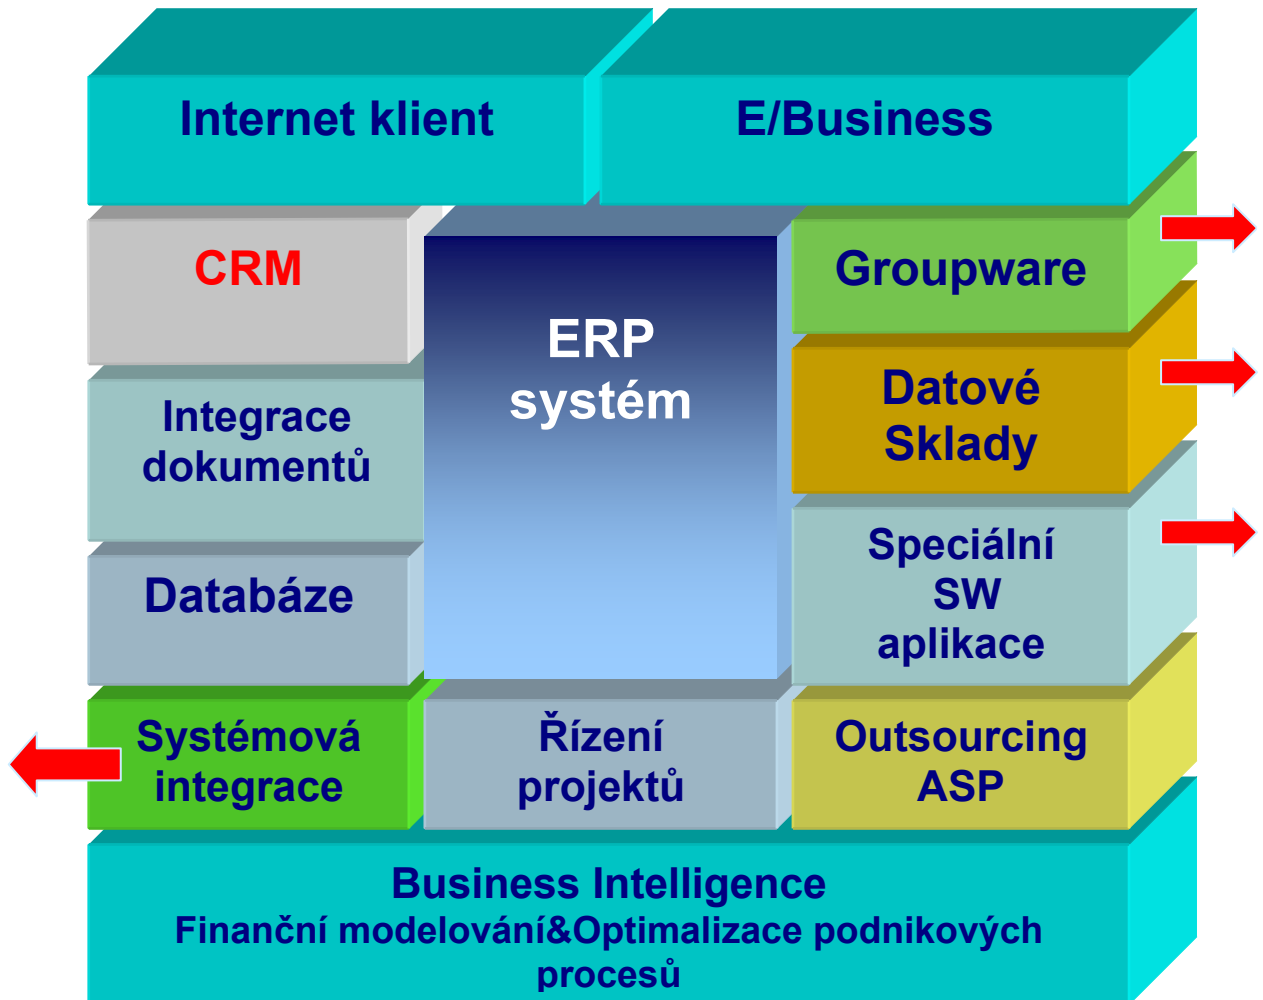 Internet klient
E/Business
CRM
ERP
systém
Groupware
Integrace
dokumentů
Datové
Sklady
Databáze
Speciální
SW
aplikace
Systémová
integrace
Řízení
projektů
Outsourcing
ASP
Business Intelligence
Finanční modelování&Optimalizace podnikových
procesů